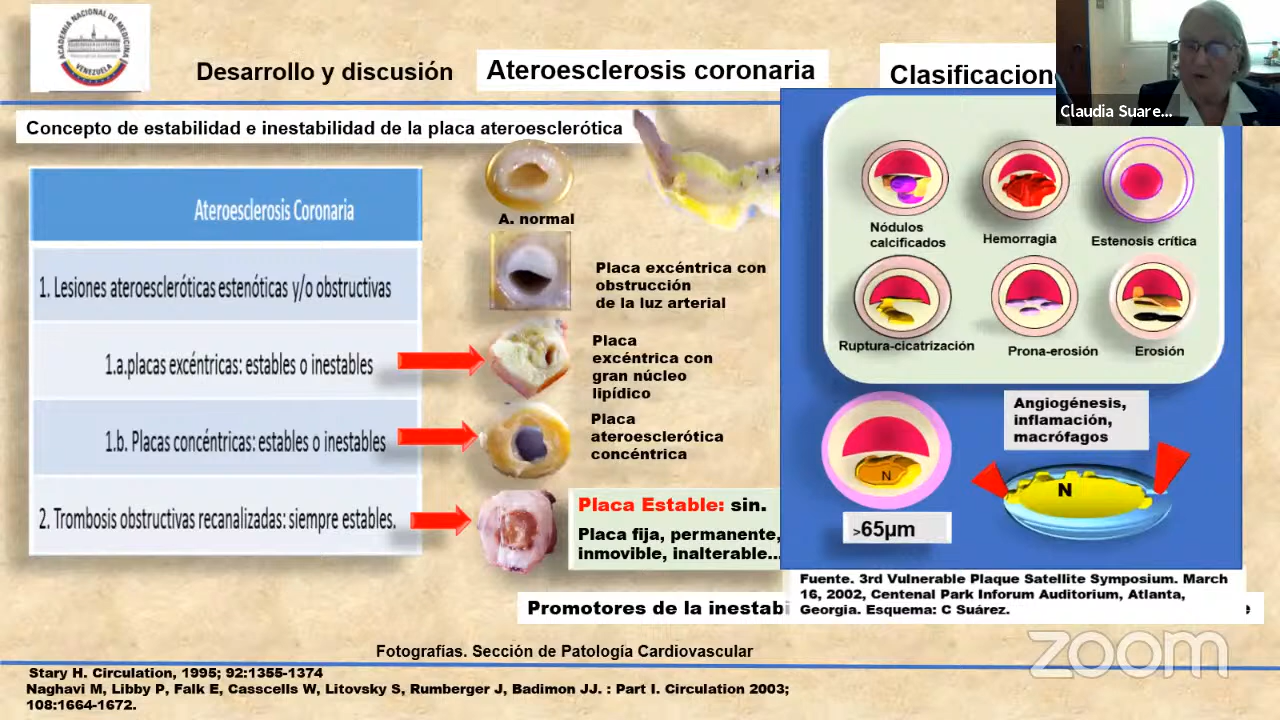 ACADEMIA NACIONAL DE MEDICINA
VENEZUELA
Desarrollo y discusión
Ateroesclerosis coronaria
Clasificacion
Claudia Suare...
Concepto de estabilidad e inestabilidad de la placa ateroesclerótica
Ateroesclerosis Coronaria
1. Lesiones ateroescleróticas estenóticas y/o obstructivas
1.a.placas excéntricas: estables o inestables
1.b. Placas concéntricas: estables o inestables
2. Trombosis obstructivas recanalizadas: siempre estables.
A. normal
Placa excéntrica con
obstrucción
de la luz arterial
Placa
excéntrica con
gran núcleo
lipídico
Placa
ateroesclerótica
concéntrica
Placa Estable: sin.
Placa fija, permanente,
inmovible, inalterable...
Promotores de la inestabi
Nódulos
calcificados
Hemorragia
Estenosis crítica
Ruptura-cicatrización
Prona-erosión
Erosión
N
>65µm
Angiogénesis,
inflamación,
macrófagos
N
Fuente. 3rd Vulnerable Plaque Satellite Symposium. March
16, 2002, Centenal Park Inforum Auditorium, Atlanta,
Georgia. Esquema: C Suárez.
zoom
Fotografías. Sección de Patología Cardiovascular
Stary H. Circulation, 1995; 92:1355-1374
Naghavi M, Libby P, Falk E, Casscells W, Litovsky S, Rumberger J, Badimon JJ. : Part I. Circulation 2003;
108:1664-1672.